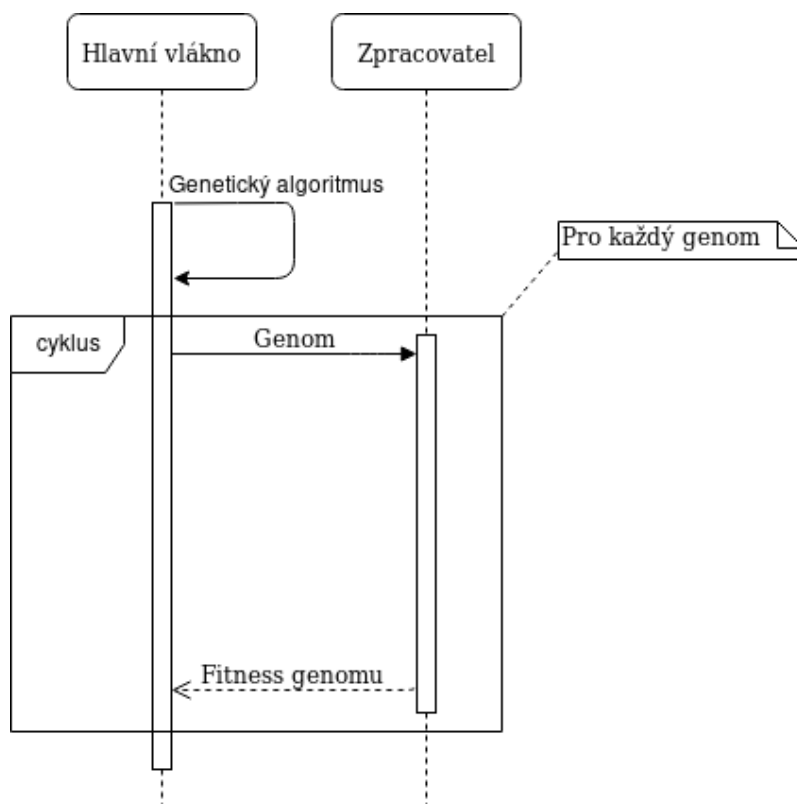 Hlavní vlákno
Zpracovatel
Genetický algoritmus
Pro každý genom
cyklus
Genom
Fitness genomu